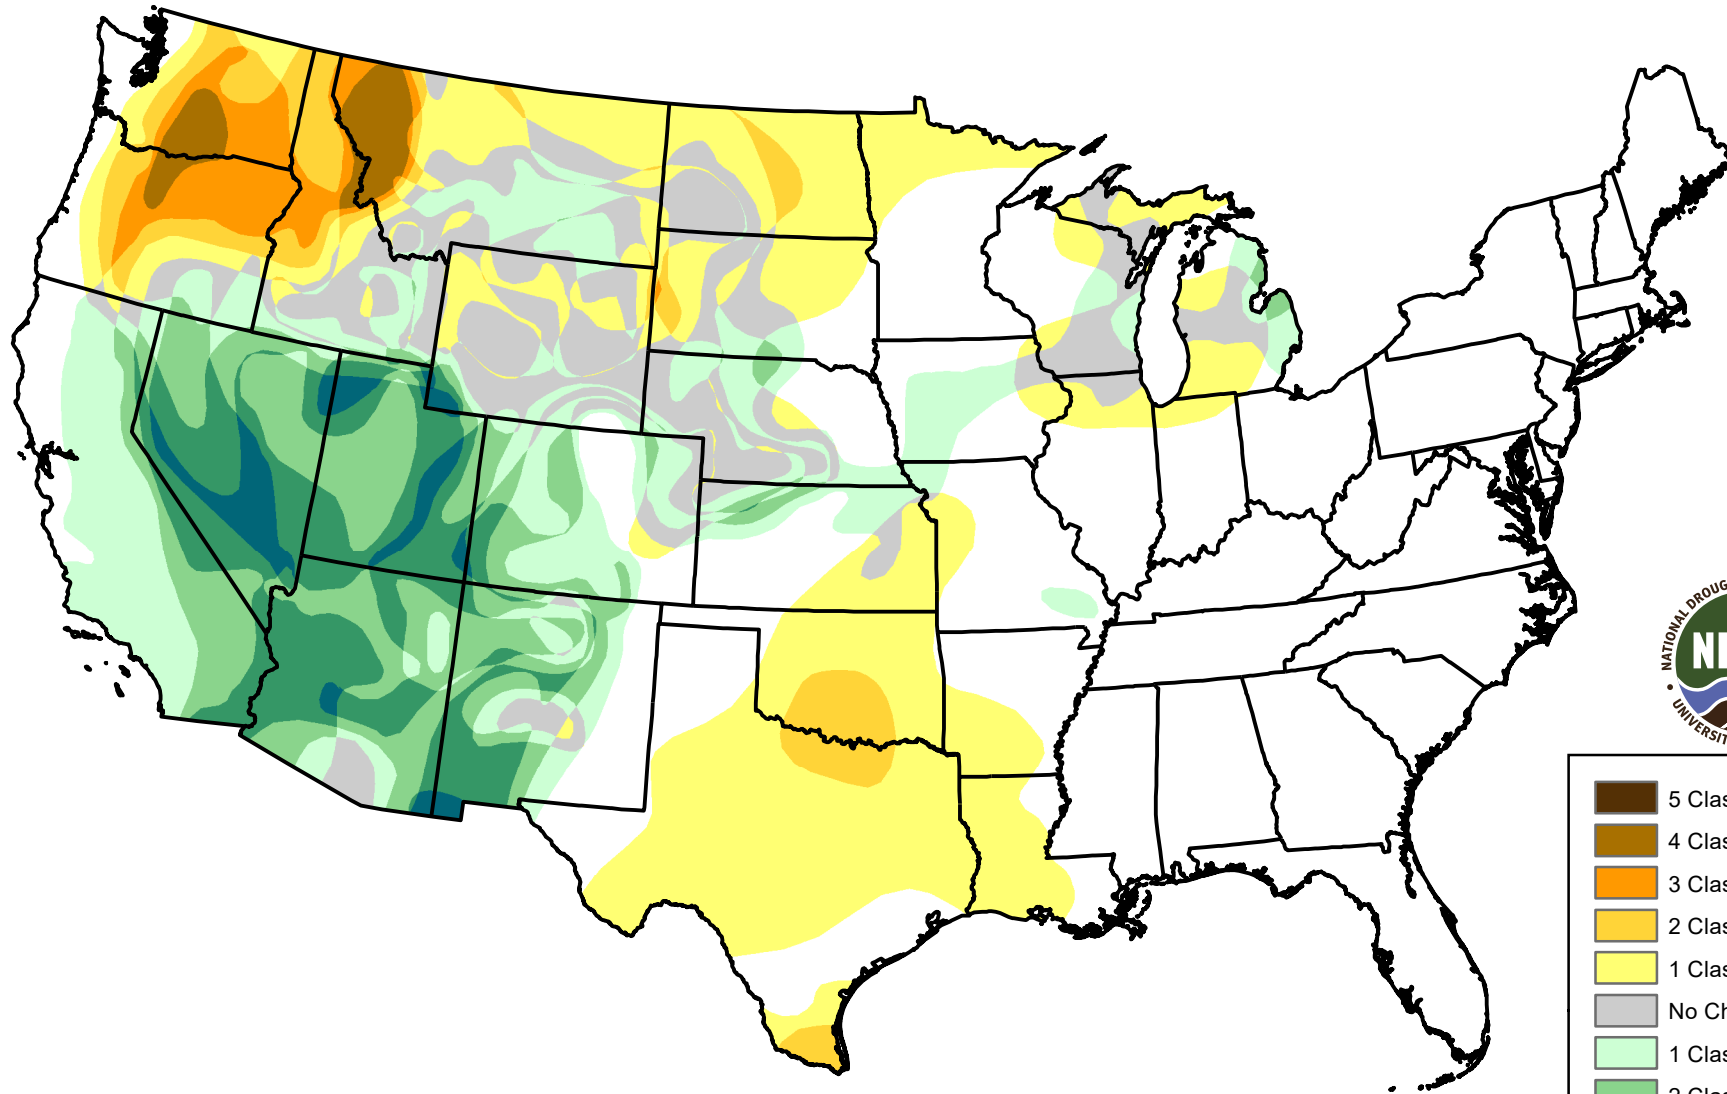 NATIONAL DROUG
UNIVERSIT
5 Clas
4 Clas
3 Clas
2 Clas
1 Clas
No Ch
1 Clas